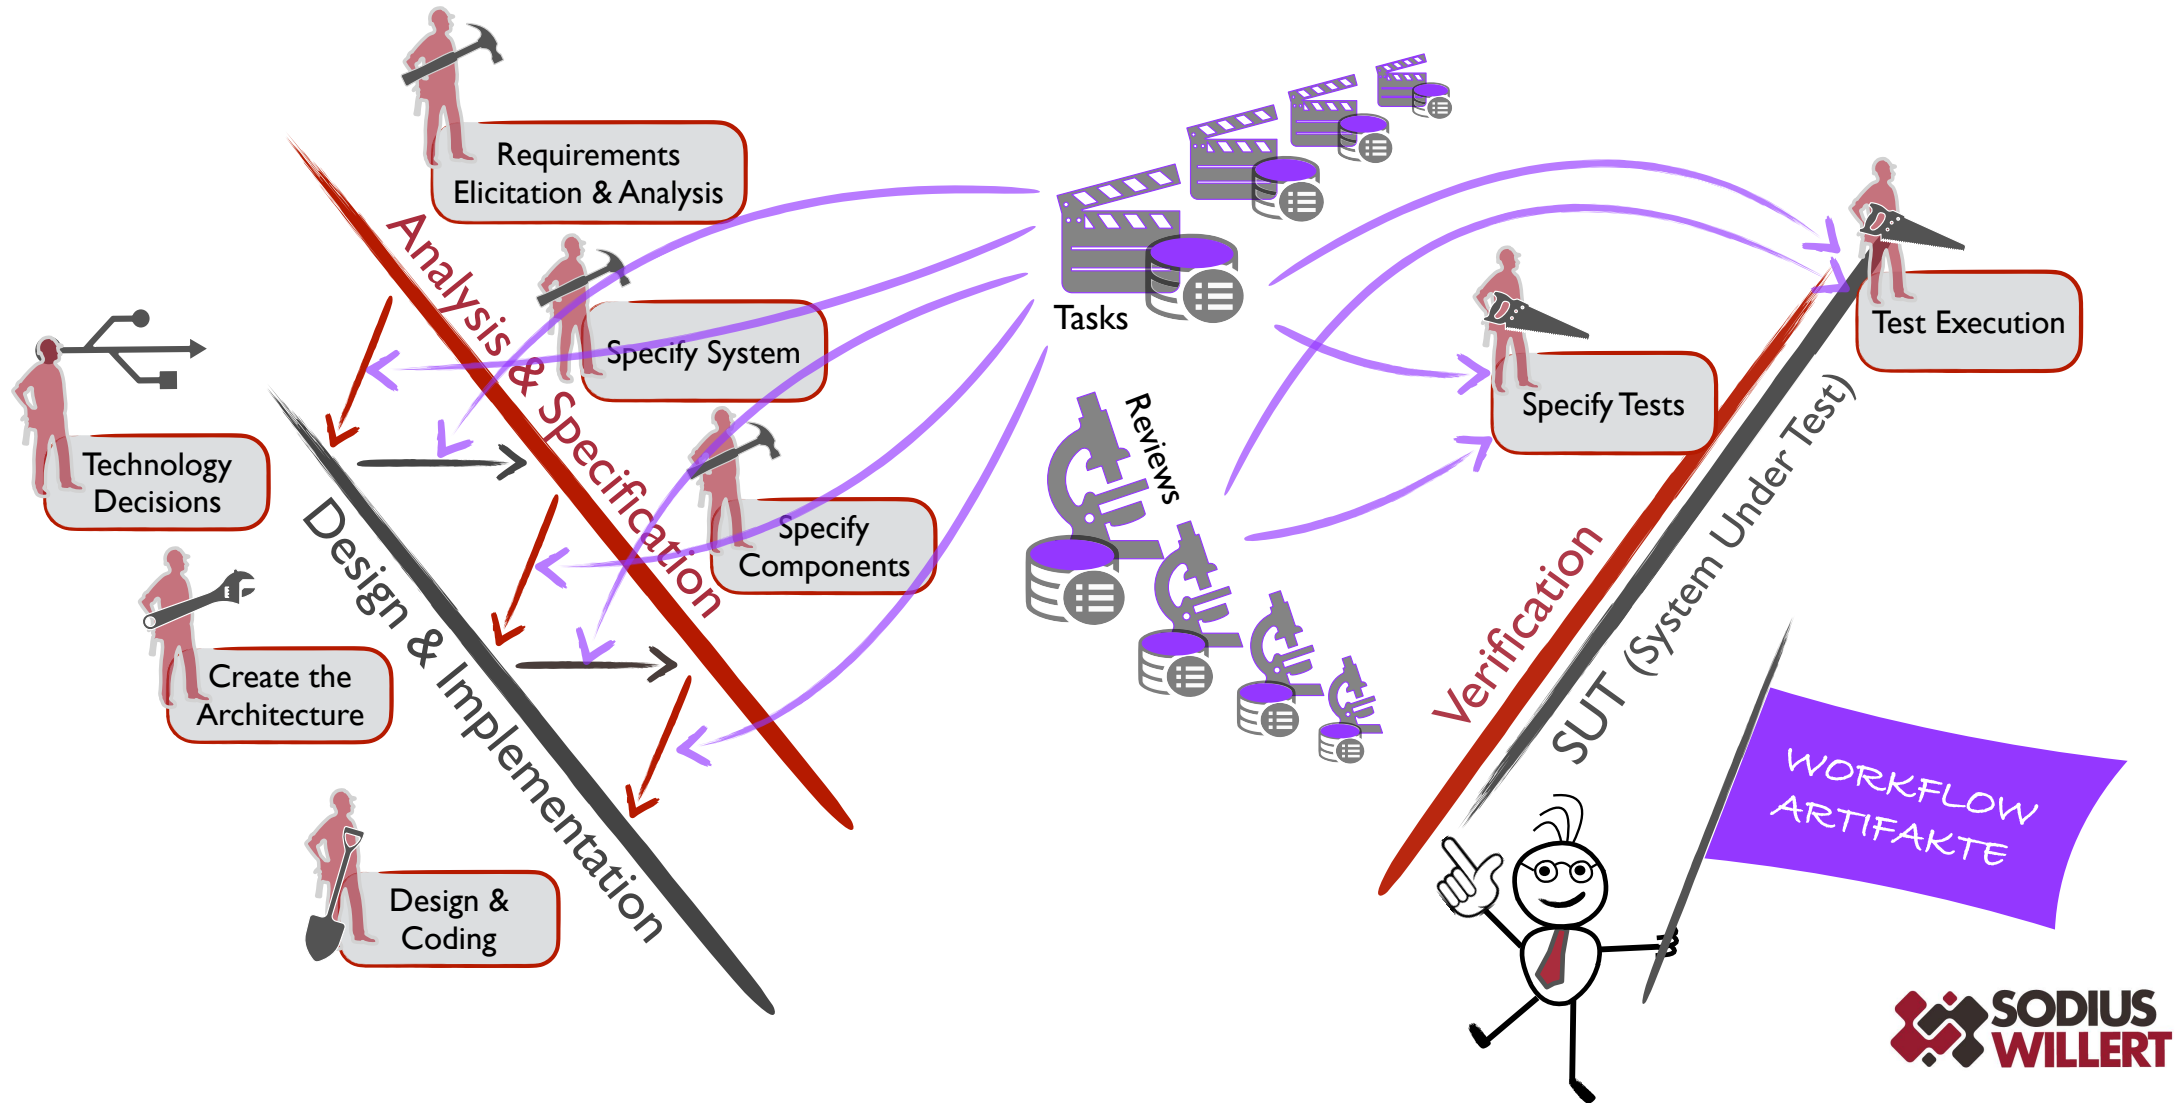 Requirements
Elicitation & Analysis
Analysis & Specification
Specify System
Specify
Components
Technology
Decisions
Create the
Architecture
Design & Implementation
Design &
Coding
Tasks
Reviews
Specify Tests
Test Execution
Verification
SUT (System Under Test)
WORKFLOW
ARTIFAKTE
SODIUS
WILLERT